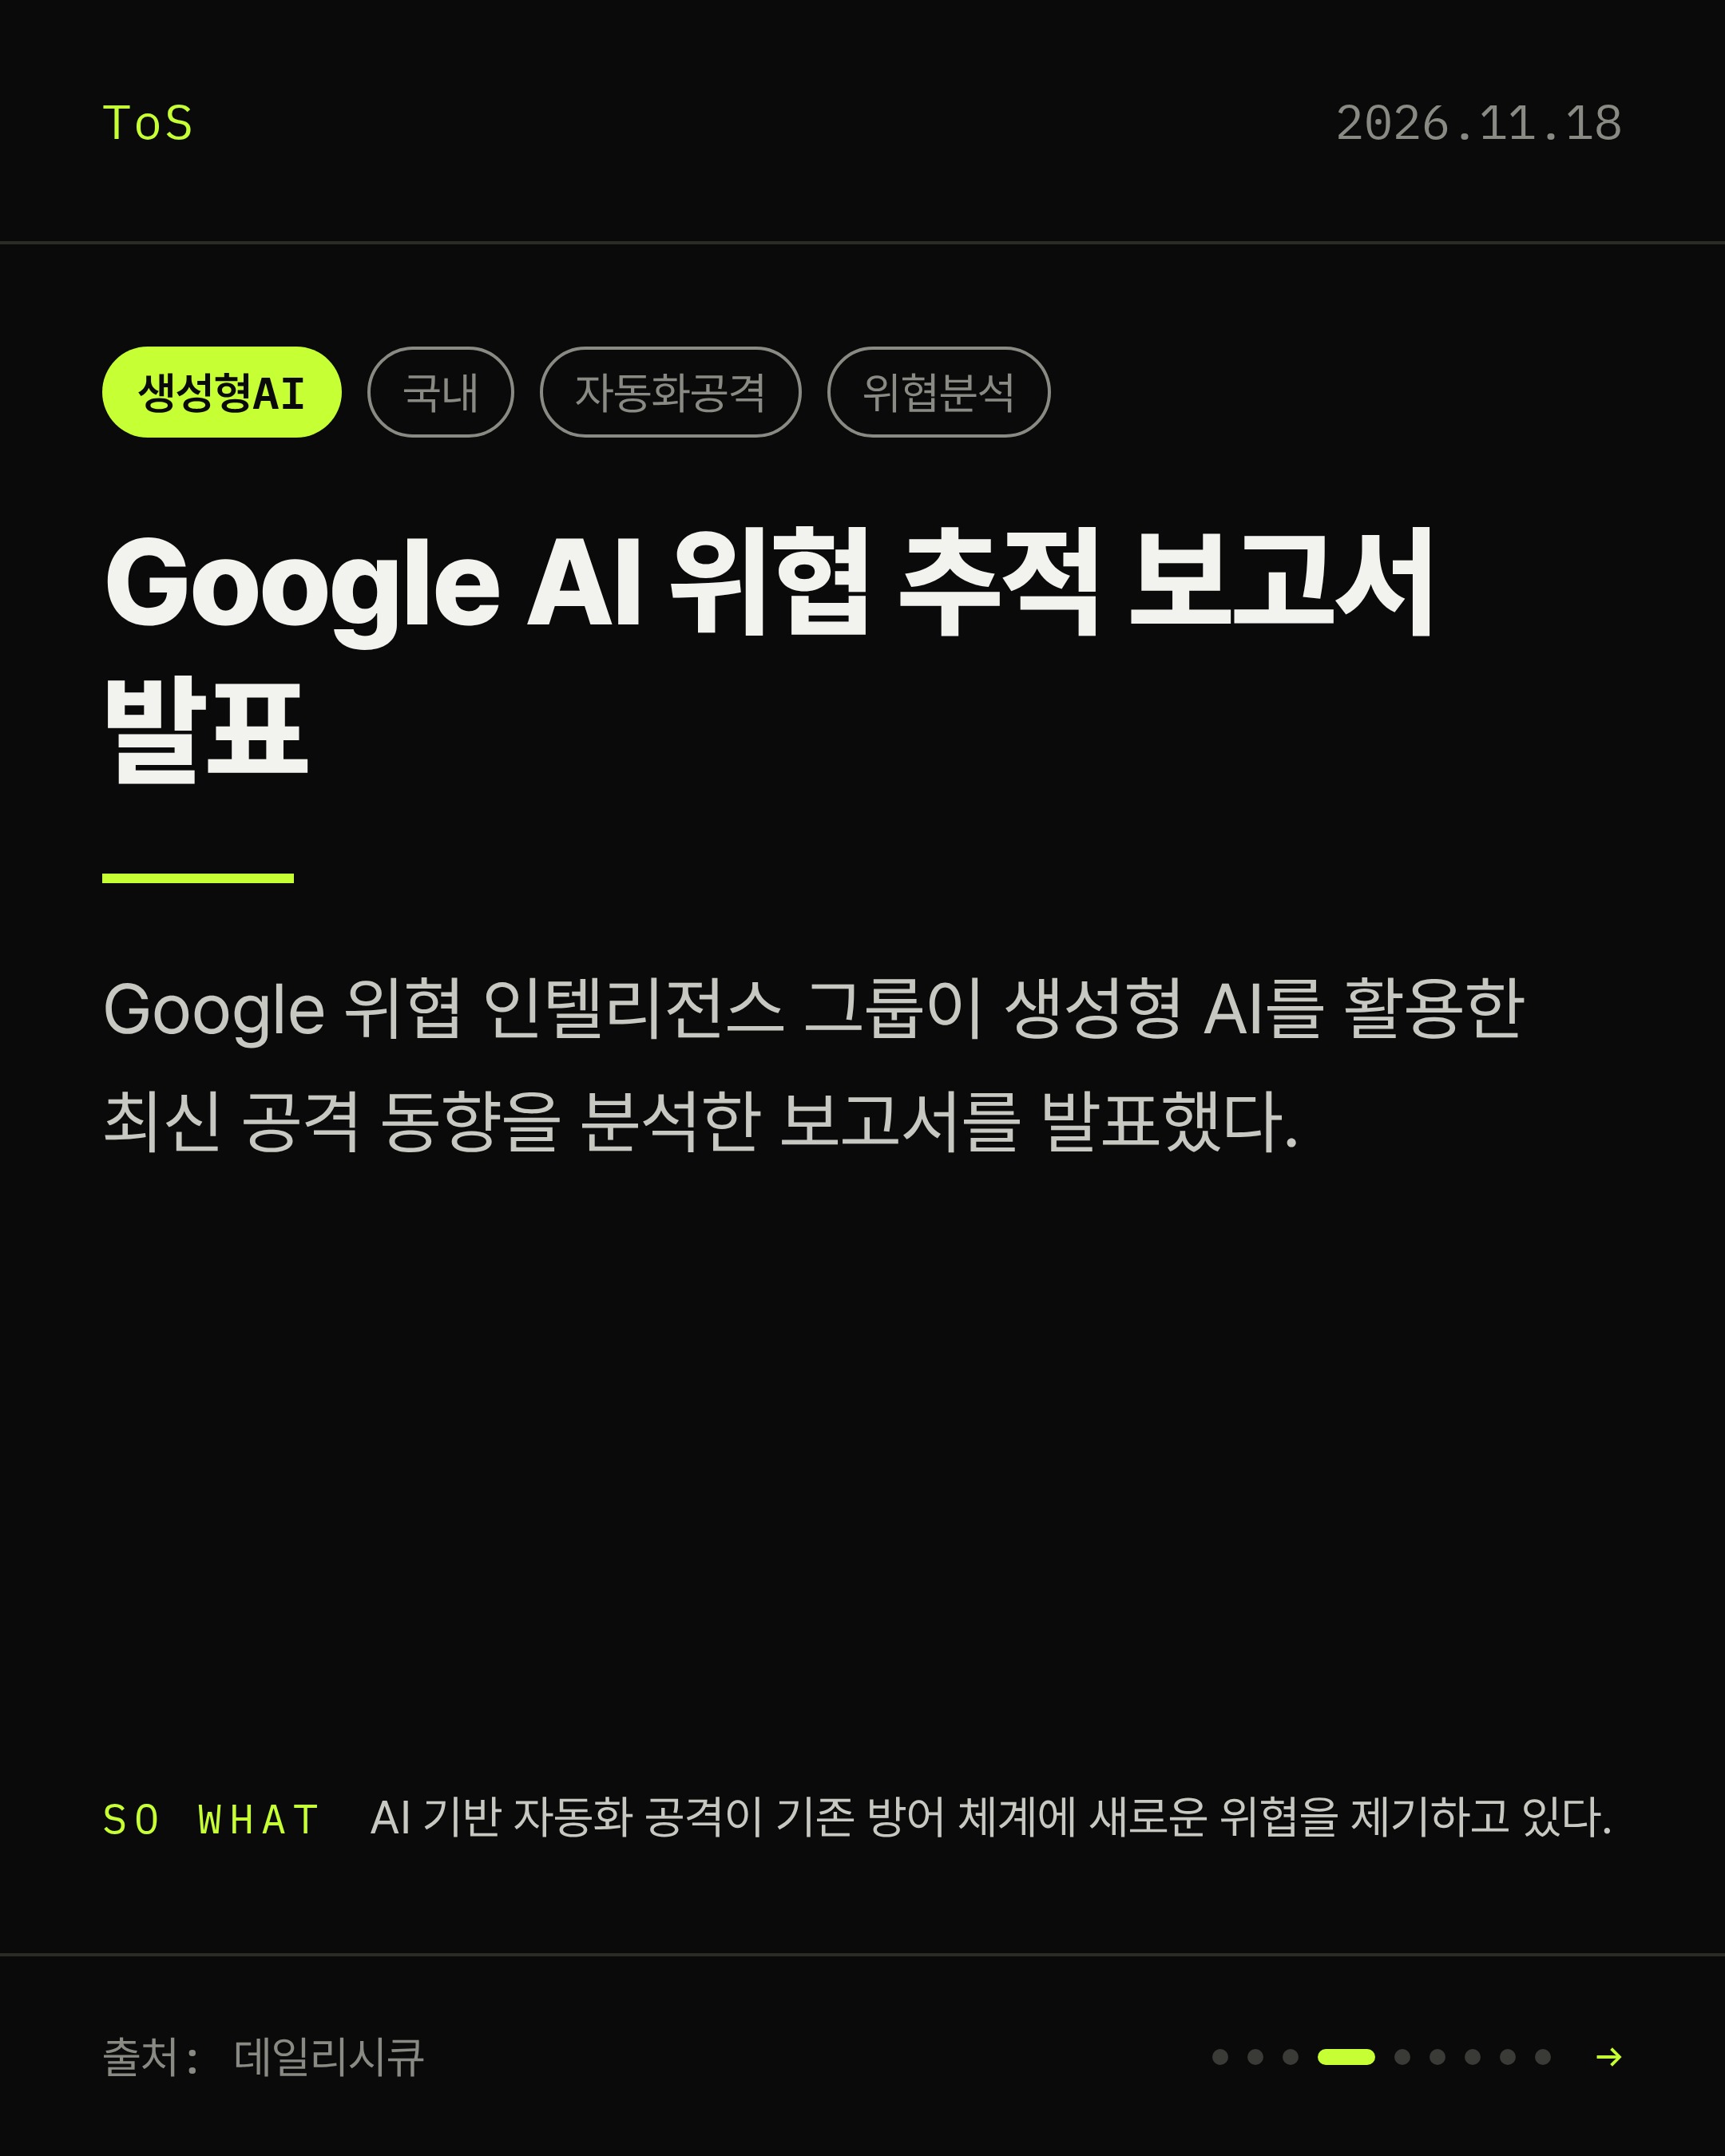 ToS
2026.11.18
생성형AI 국내 자동화공격 위협분석
Google AI 위협 추적 보고서
발표
Google 위협 인텔리전스 그룹이 생성형 AI를 활용한
최신 공격 동향을 분석한 보고서를 발표했다.
SO WHAT AI 기반 자동화 공격이 기존 방어 체계에 새로운 위협을 제기하고 있다.
출처: 데일리시큐
→